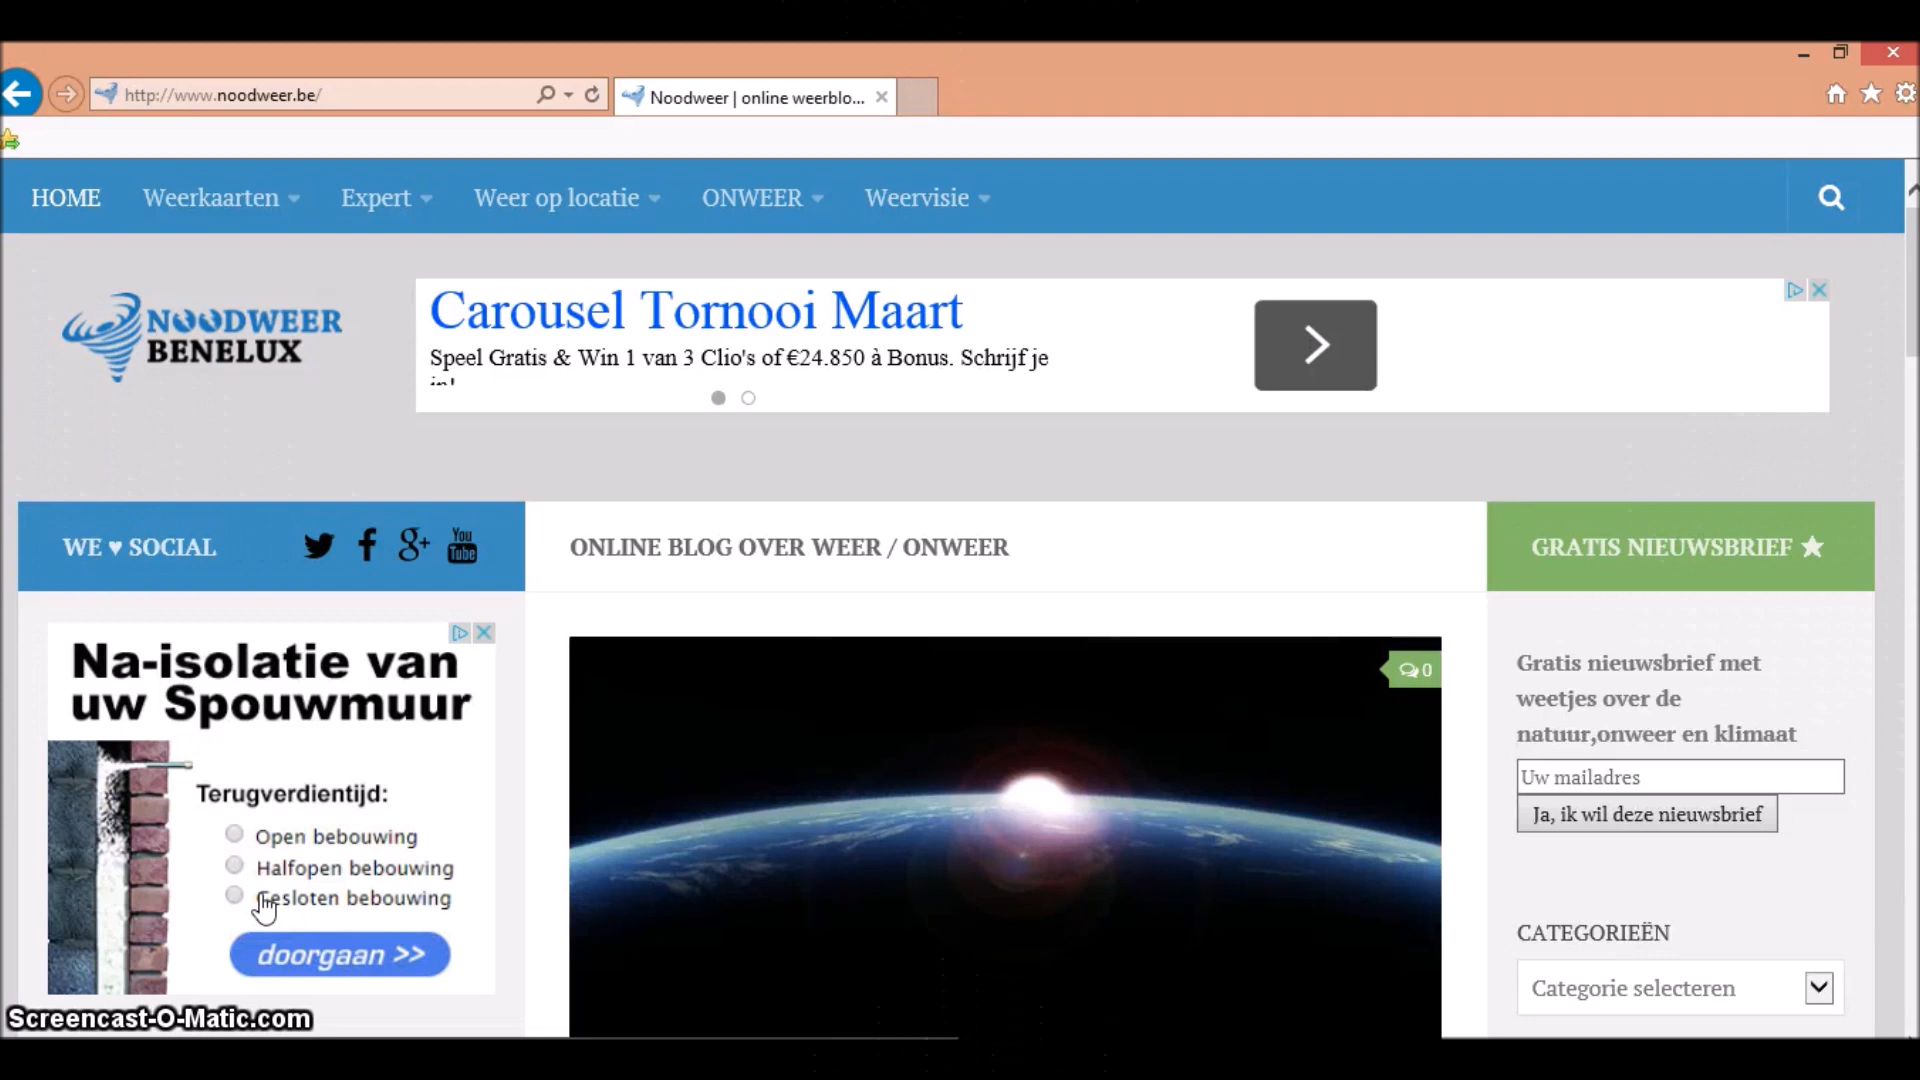 http://www.noodweer.be/
Noodweer | online weerblo...
HOME
Weerkaarten
Expert
Weer op locatie
ONWEER
Weervisie
NOODWEER
BENELUX
Carousel Tornooi Maart
Speel Gratis & Win 1 van 3 Clio's of €24.850 à Bonus. Schrijf je
in!
WE ♥ SOCIAL
You
Tube
ONLINE BLOG OVER WEER / ONWEER
GRATIS NIEUWSBRIEF ★
Na-isolatie van
uw Spouwmuur
Terugverdientijd:
Open bebouwing
Halfopen bebouwing
Gesloten bebouwing
doorgaan >>
0
Gratis nieuwsbrief met
weetjes over de
natuur,onweer en klimaat
Uw mailadres
Ja, ik wil deze nieuwsbrief
CATEGORIEËN
Categorie selecteren
Screencast-O-Matic.com